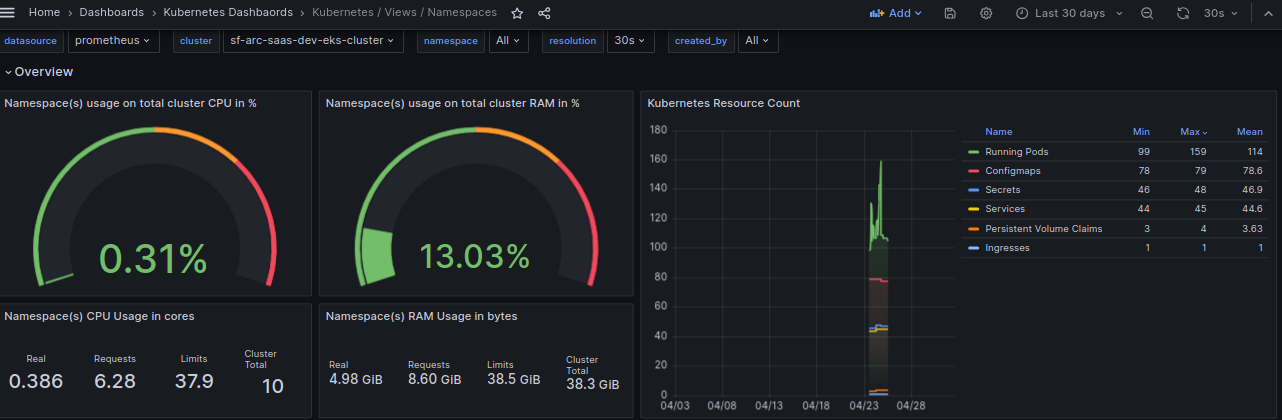 Home › Dashboards › Kubernetes Dashbaords › Kubernetes / Views / Namespaces
Add
Last 30 days
30s
datasource prometheus cluster sf-arc-saas-dev-eks-cluster namespace All resolution 30s created_by All
Overview
Namespace(s) usage on total cluster CPU in %
0.31%
Namespace(s) usage on total cluster RAM in %
13.03%
Namespace(s) CPU Usage in cores
Real
0.386
Requests
6.28
Limits
37.9
Cluster
Total
10
Namespace(s) RAM Usage in bytes
Real
4.98 GiB
Requests
8.60 GiB
Limits
38.5 GiB
Cluster
Total
38.3 GiB
Kubernetes Resource Count
180
160
140
120
100
80
60
40
20
0
04/03 04/08 04/13 04/18 04/23 04/28
Name Min Max Mean
Running Pods 99 159 114
Configmaps 78 79 78.6
Secrets 46 48 46.9
Services 44 45 44.6
Persistent Volume Claims 3 4 3.63
Ingresses 1 1 1